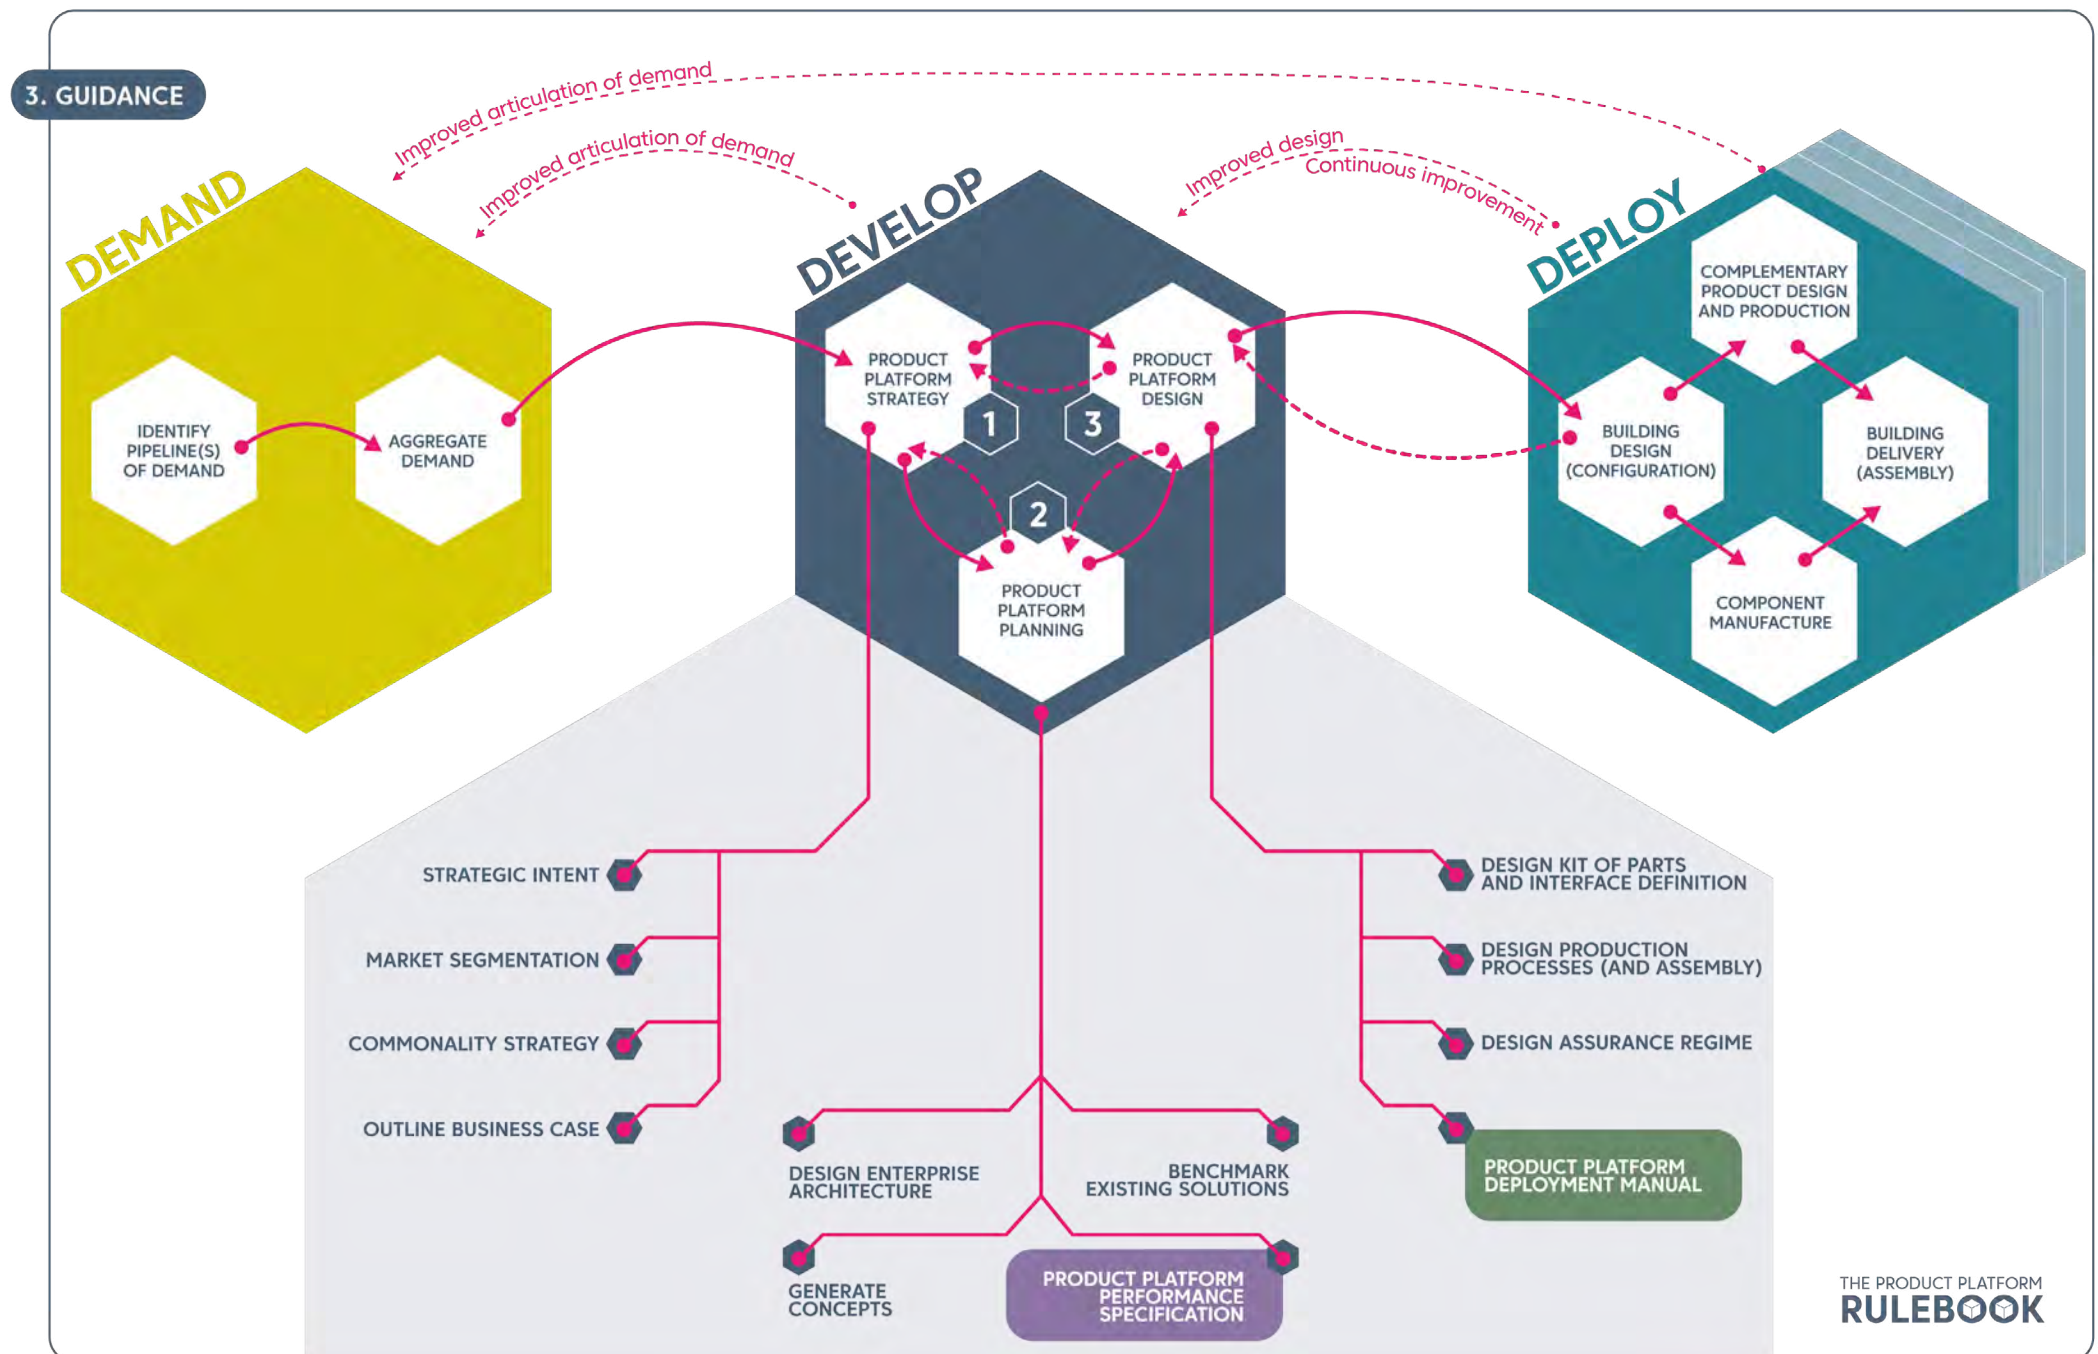 3. GUIDANCE
Improved articulation of demand
Improved articulation of demand
Improved design
Continuous improvement
DEMAND
DEVELOP
DEPLOY
IDENTIFY
PIPELINE(S)
OF DEMAND
AGGREGATE
DEMAND
PRODUCT
PLATFORM
STRATEGY
1
PRODUCT
PLATFORM
DESIGN
3
2
PRODUCT
PLATFORM
PLANNING
COMPLEMENTARY
PRODUCT DESIGN
AND PRODUCTION
BUILDING
DESIGN
(CONFIGURATION)
BUILDING
DELIVERY
(ASSEMBLY)
COMPONENT
MANUFACTURE
STRATEGIC INTENT
MARKET SEGMENTATION
COMMONALITY STRATEGY
OUTLINE BUSINESS CASE
DESIGN ENTERPRISE
ARCHITECTURE
BENCHMARK
EXISTING SOLUTIONS
GENERATE
CONCEPTS
PRODUCT PLATFORM
PERFORMANCE
SPECIFICATION
DESIGN KIT OF PARTS
AND INTERFACE DEFINITION
DESIGN PRODUCTION
PROCESSES (AND ASSEMBLY)
DESIGN ASSURANCE REGIME
PRODUCT PLATFORM
DEPLOYMENT MANUAL
THE PRODUCT PLATFORM
RULEBOOK